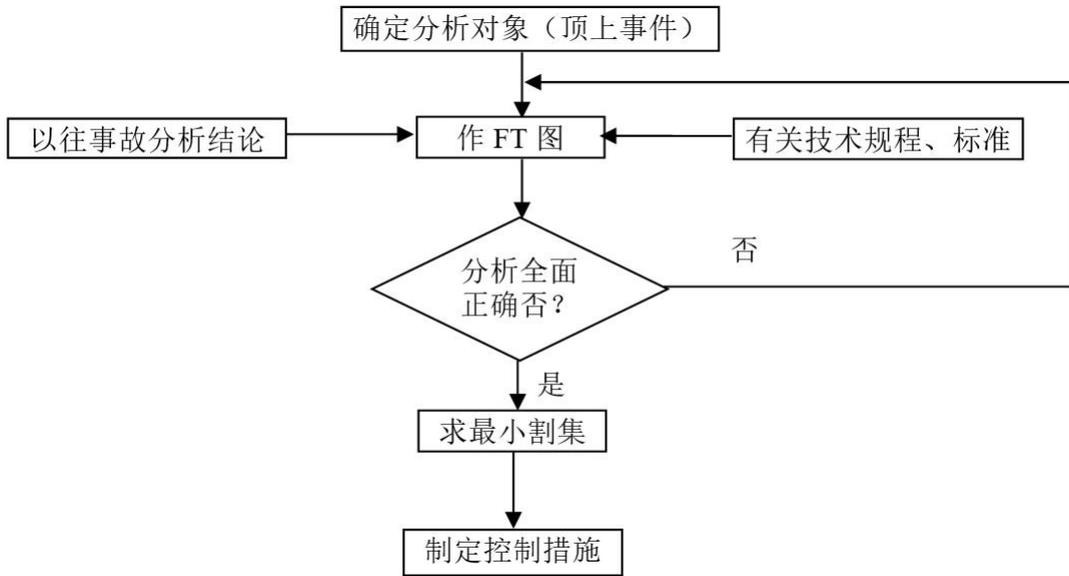 确定分析对象（顶上事件）
以往事故分析结论
作 FT 图
有关技术规程、标准
否
分析全面
正确否？
是
求最小割集
制定控制措施